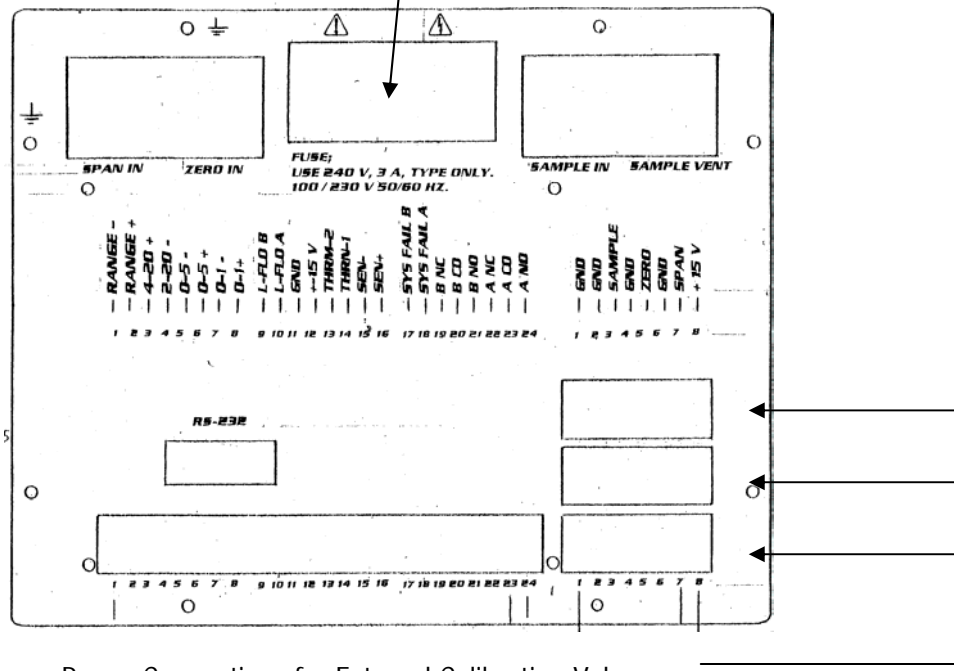 SPAN IN ZERO IN
FUSE;
USE 240 V, 3 A, TYPE ONLY.
100 / 230 V 50/60 HZ.
SAMPLE IN SAMPLE VENT
RANGE -
RANGE +
4-20 +
2-20 -
0-5 -
0-5 +
0-1 -
0-1+
L-FLO B
L-FLO A
GND
+-15 V
THRM-2
THRN-1
SEN-
SEN+
SYS FAIL B
SYS FAIL A
B NC
B CO
B NO
A NC
A CO
A NO
GND
GND
SAMPLE
GND
ZERO
GND
SPAN
+ 15 V
1 2 3 4 5 6 7 8 9 10 11 12 13 14 15 16 17 18 19 20 21 22 23 24 1 2 3 4 5 6 7 8
RS-232
5
1 2 3 4 5 6 7 8 9 10 11 12 13 14 15 16 17 18 19 20 21 22 23 24 1 2 3 4 5 6 7 8